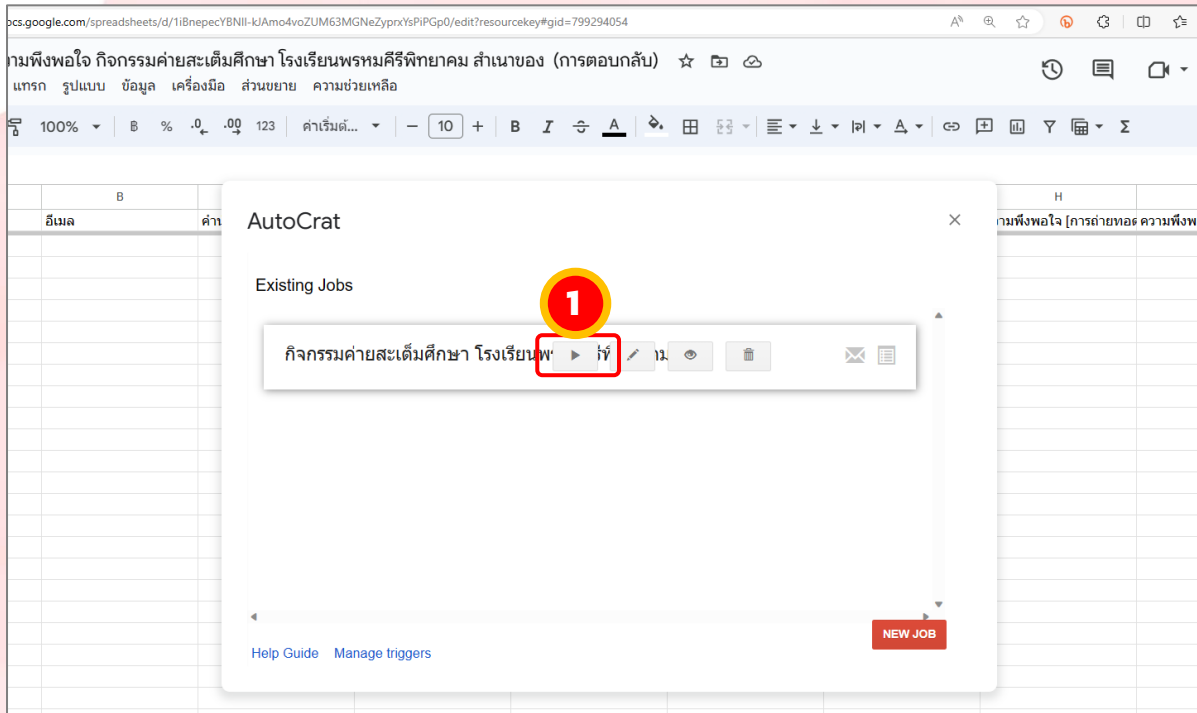 ocs.google.com/spreadsheets/d/1iBnepecYBNII-kJAmo4voZUM63MGNeZyprxYsPiPGp0/edit?resourcekey#gid=799294054
ามพึงพอใจ กิจกรรมค่ายสะเต็มศึกษา โรงเรียนพรหมคีรีพิทยาคม สำเนาของ (การตอบกลับ)
แทรก รูปแบบ ข้อมูล เครื่องมือ ส่วนขยาย ความช่วยเหลือ
100% ฿ % .0 .00 123 ค่าเริ่มต้... 10 B I A
B H
อีเมล ค่าน ามพึงพอใจ [การถ่ายทอด ความพึงพ
AutoCrat
Existing Jobs
1
กิจกรรมค่ายสะเต็มศึกษา โรงเรียนพ
NEW JOB
Help Guide Manage triggers